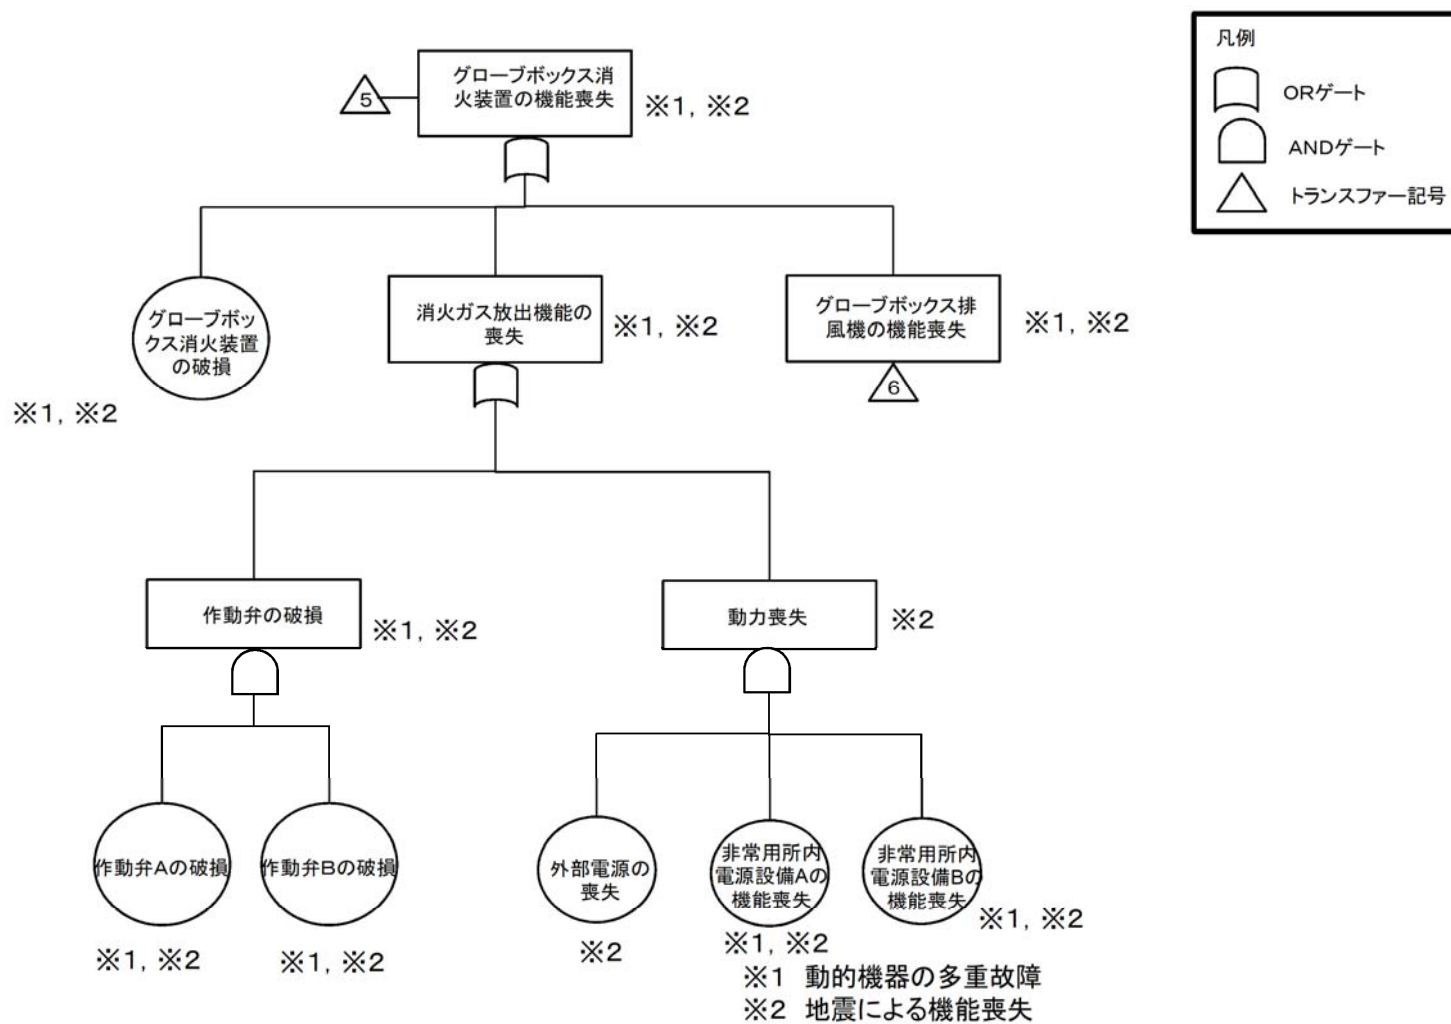 凡例
ORゲート
ANDゲート
トランスファー記号
5
グローブボックス消
火装置の機能喪失
※1, ※2
グローブボッ
クス消火装置
の破損
※1, ※2
消火ガス放出機能の
喪失
※1, ※2
グローブボックス排
風機の機能喪失
※1, ※2
6
作動弁の破損
※1, ※2
動力喪失
※2
作動弁Aの破損
※1, ※2
作動弁Bの破損
※1, ※2
外部電源の
喪失
※2
非常用所内
電源設備Aの
機能喪失
※1, ※2
非常用所内
電源設備Bの
機能喪失
※1, ※2
※1 動的機器の多重故障
※2 地震による機能喪失